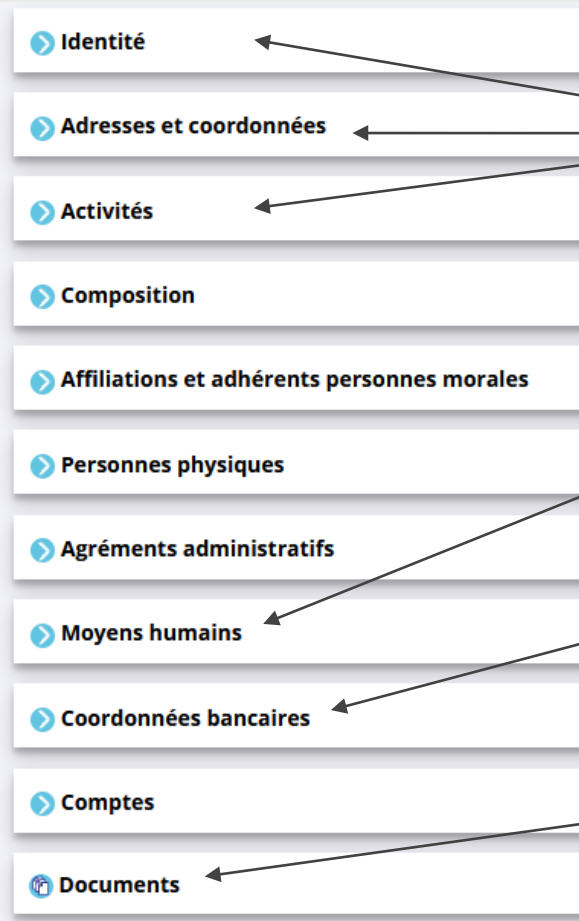 Identité
Adresses et coordonnées
Activités
Composition
Affiliations et adhérents personnes morales
Personnes physiques
Agréments administratifs
Moyens humains
Coordonnées bancaires
Comptes
Documents